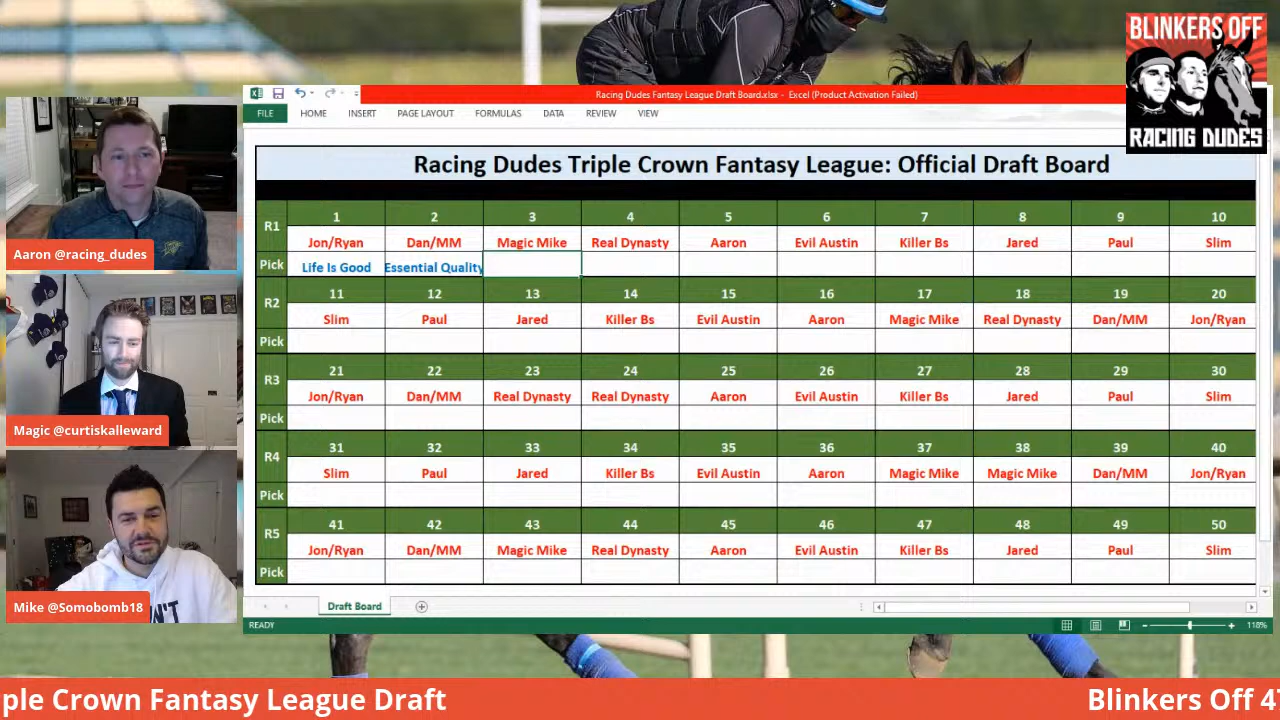 BLINKERS OFF
RACING DUDES
Racing Dudes Fantasy League Draft Board.xlsx - Excel (Product Activation Failed)
FILE HOME INSERT PAGE LAYOUT FORMULAS DATA REVIEW VIEW
Racing Dudes Triple Crown Fantasy League: Official Draft Board
R1 1 2 3 4 5 6 7 8 9 10
Jon/Ryan Dan/MM Magic Mike Real Dynasty Aaron Evil Austin Killer Bs Jared Paul Slim
Pick Life Is Good Essential Quality
R2 11 12 13 14 15 16 17 18 19 20
Slim Paul Jared Killer Bs Evil Austin Aaron Magic Mike Real Dynasty Dan/MM Jon/Ryan
Pick
R3 21 22 23 24 25 26 27 28 29 30
Jon/Ryan Dan/MM Real Dynasty Real Dynasty Aaron Evil Austin Killer Bs Jared Paul Slim
Pick
R4 31 32 33 34 35 36 37 38 39 40
Slim Paul Jared Killer Bs Evil Austin Aaron Magic Mike Magic Mike Dan/MM Jon/Ryan
Pick
R5 41 42 43 44 45 46 47 48 49 50
Jon/Ryan Dan/MM Magic Mike Real Dynasty Aaron Evil Austin Killer Bs Jared Paul Slim
Pick
Draft Board
READY 118%
Aaron @racing_dudes
Magic @curtiskalleward
Mike @Somobomb18
ple Crown Fantasy League Draft
Blinkers Off 4